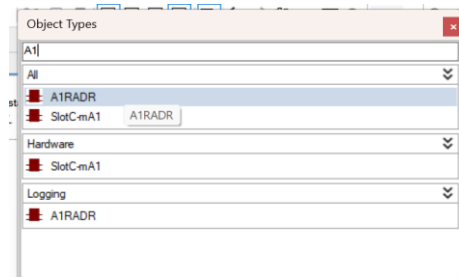 Object Types
A1
All
A1RADR
SlotC-mA1
A1RADR
Hardware
SlotC-mA1
Logging
A1RADR